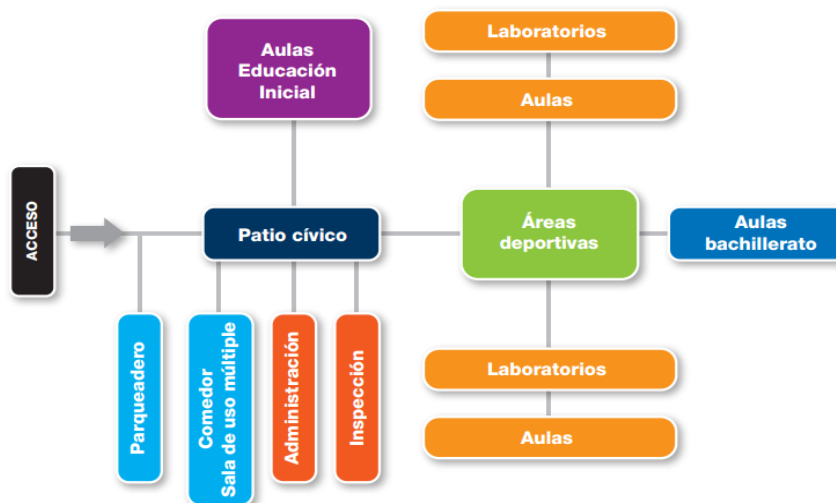 Laboratorios
Aulas
Educación
Inicial
Aulas
ACCESO
Patio cívico
Áreas
deportivas
Aulas
bachillerato
Parqueadero
Comedor
Sala de uso múltiple
Administración
Inspección
Laboratorios
Aulas